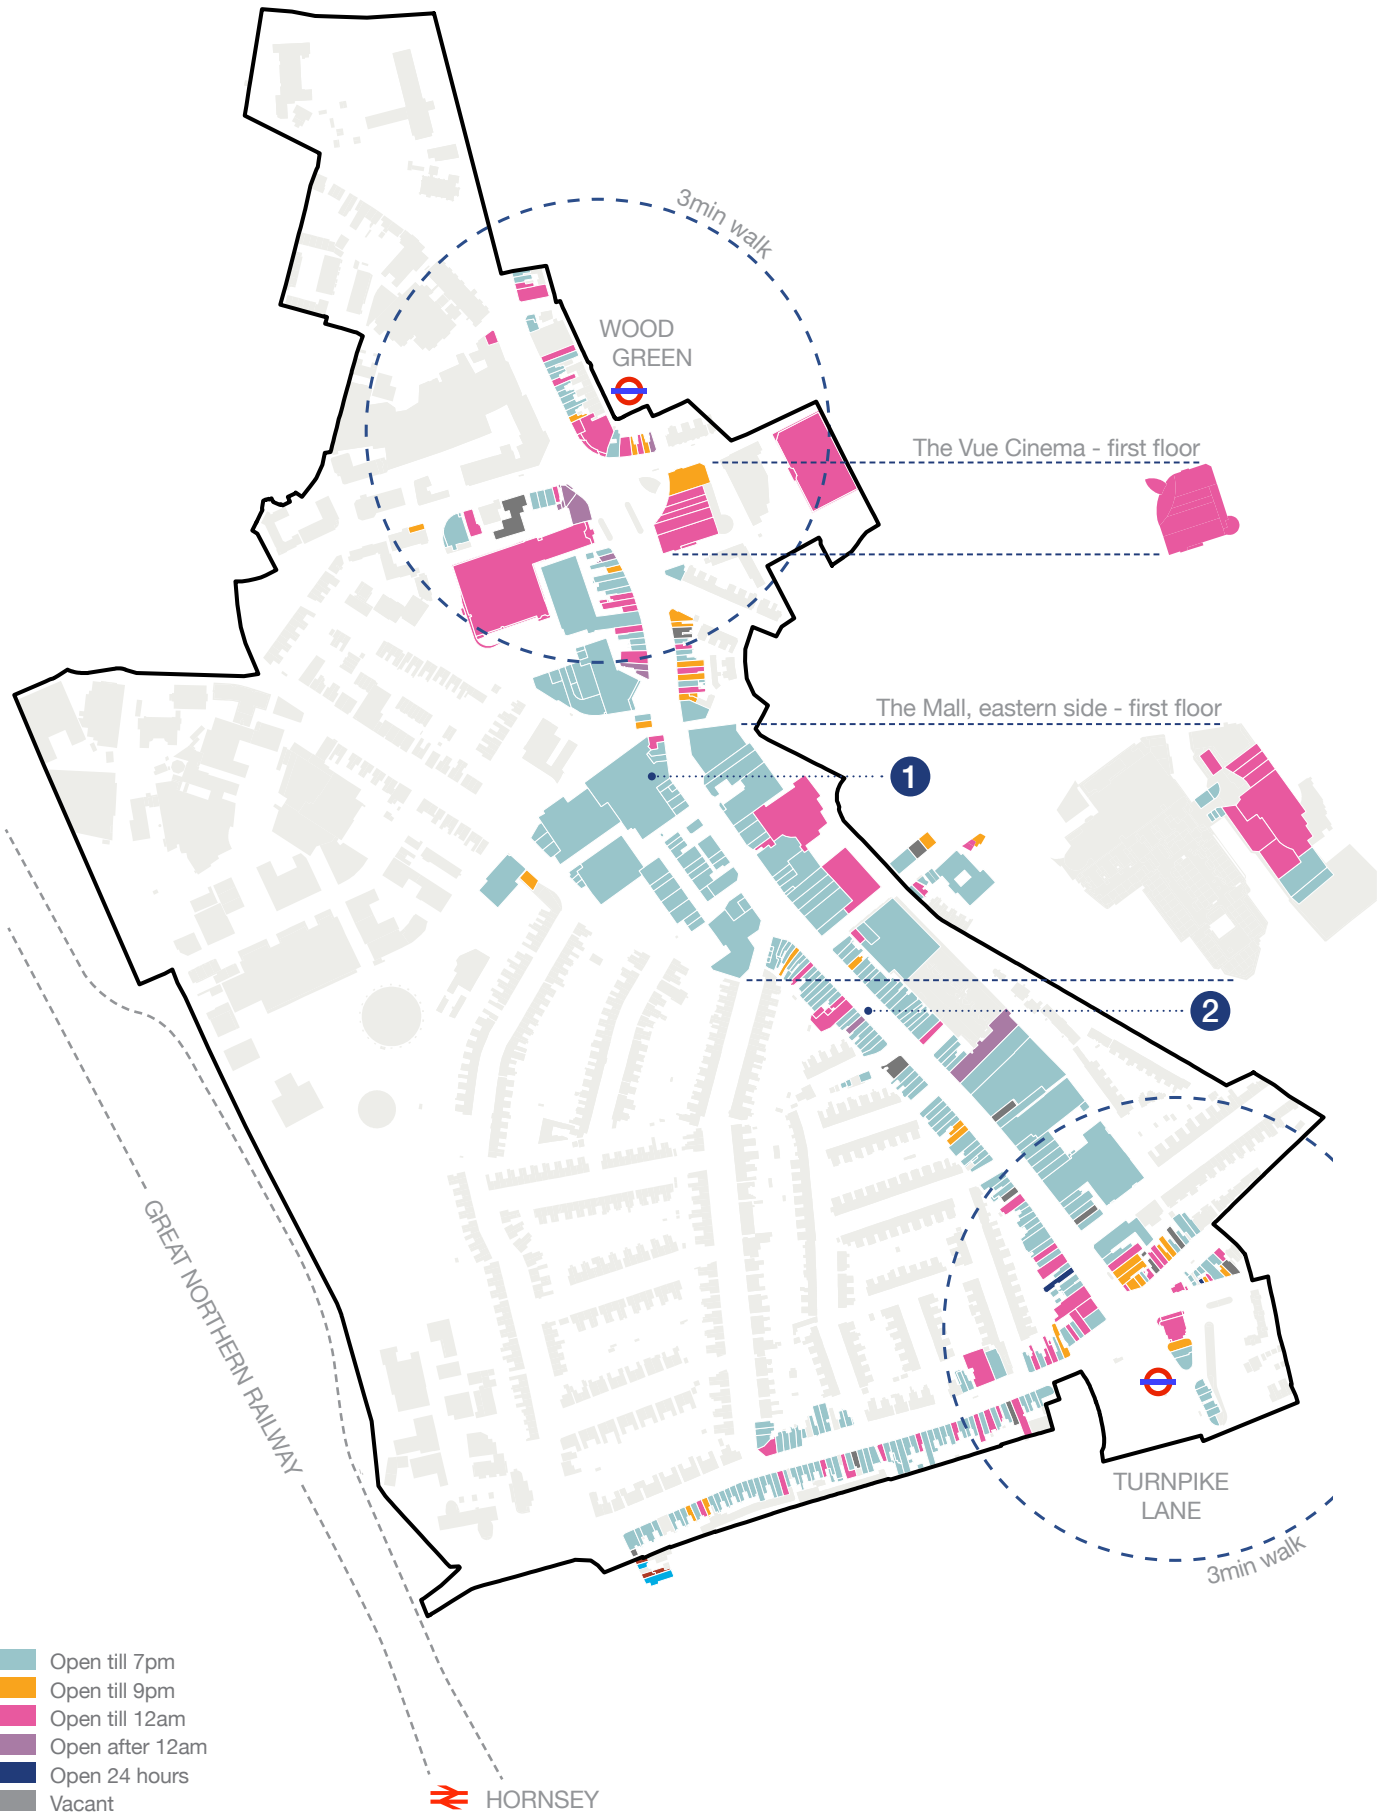 3min walk
WOOD
GREEN
The Vue Cinema - first floor
The Mall, eastern side - first floor
1
2
GREAT NORTHERN RAILWAY
TURNPIKE
LANE
3min walk
Open till 7pm
Open till 9pm
Open till 12am
Open after 12am
Open 24 hours
Vacant
HORNSEY